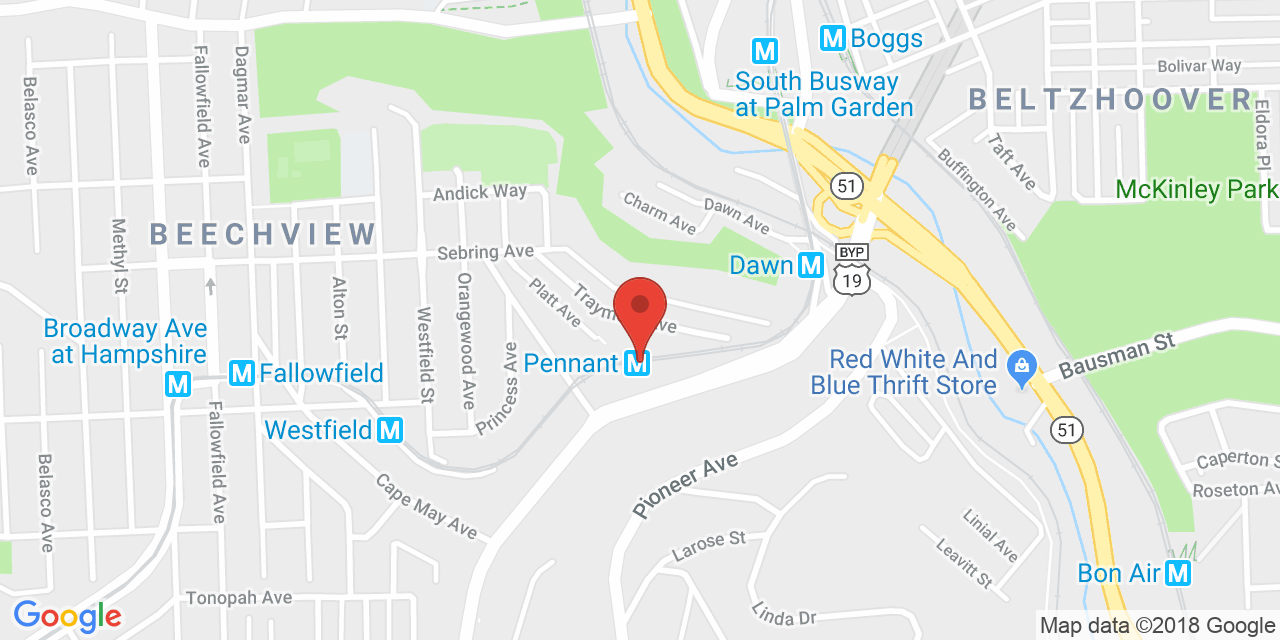 Boggs
South Busway
at Palm Garden
Bolivar Way
BELTZHOOVER
Belasco Ave
Fallowfield Ave
Dagmar Ave
Eldora Pl
Taft Ave
Buffington Ave
51
McKinley Park
Andick Way
Charm Ave
Dawn Ave
Methyl St
BEECHVIEW
Sebring Ave
Dawn
BYP
19
Alton St
Orangewood Ave
Platt Ave
Westfield St
Princess Ave
Broadway Ave
at Hampshire
Fallowfield
Pennant
Red White And
Blue Thrift Store
Bausman St
Westfield
51
Fallowfield Ave
Belasco Ave
Cape May Ave
Pioneer Ave
Caperton S
Roseton Av
Larose St
Linial Ave
Leavitt St
Bon Air
Tonopah Ave
Linda Dr
Google
Map data ©2018 Google